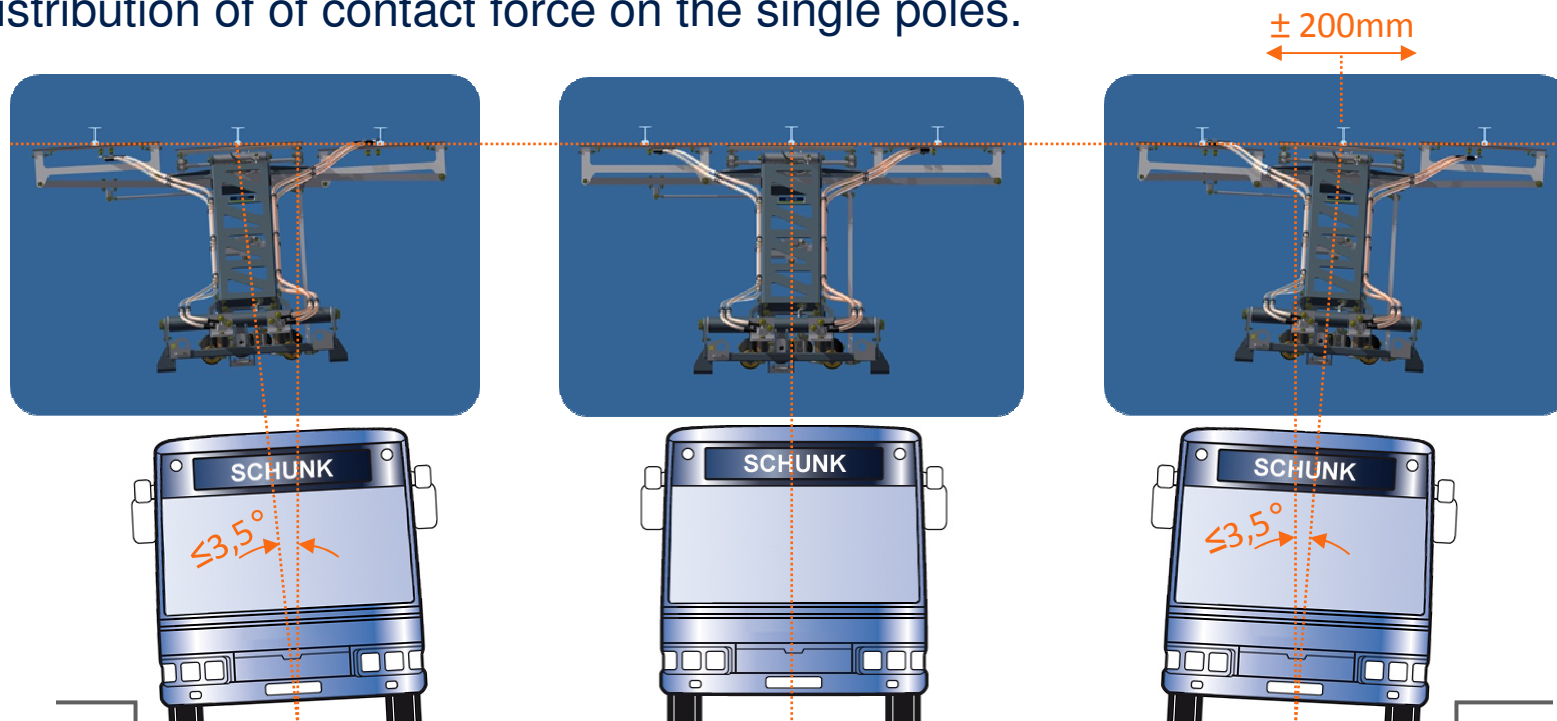 istribution of of contact force on the single poles.
± 200mm
SCHUNK
SCHUNK
SCHUNK
≤3,5°
≤3,5°